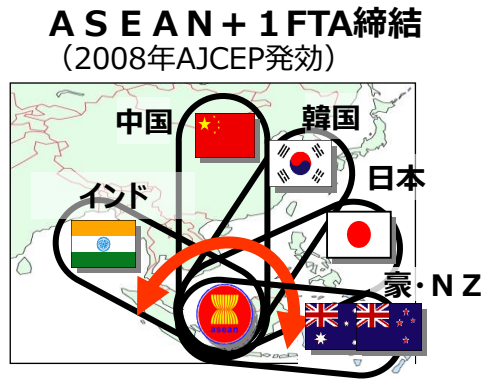 ＡＳＥＡＮ＋１FTA締結
（2008年AJCEP発効）
中国
韓国
日本
インド
豪･ＮＺ
asean